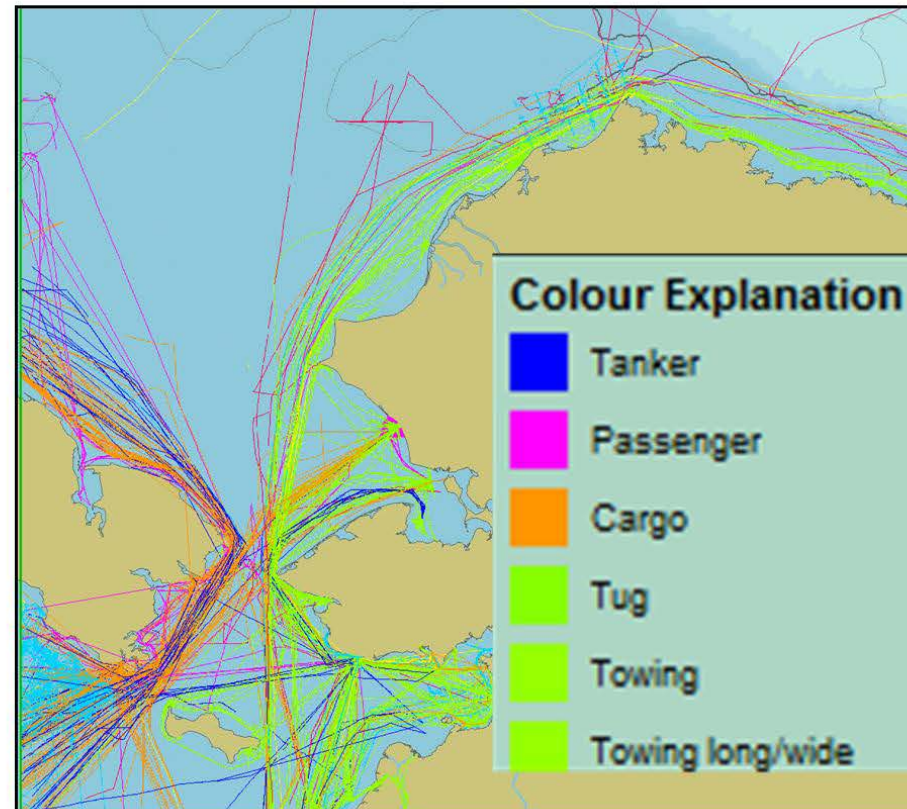 Colour Explanation
Tanker
Passenger
Cargo
Tug
Towing
Towing long/wide